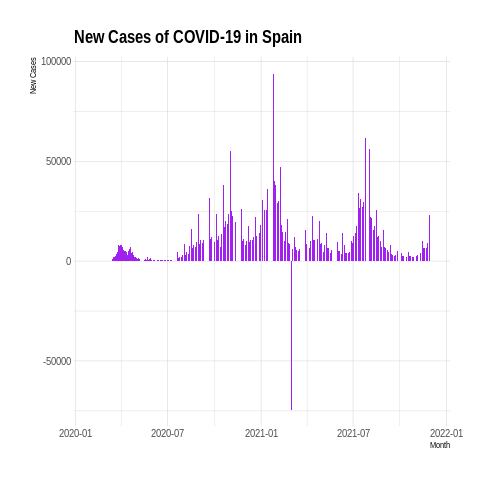 New Cases of COVID-19 in Spain
New Cases
100000
50000
0
-50000
2020-01 2020-07 2021-01 2021-07 2022-01
Month